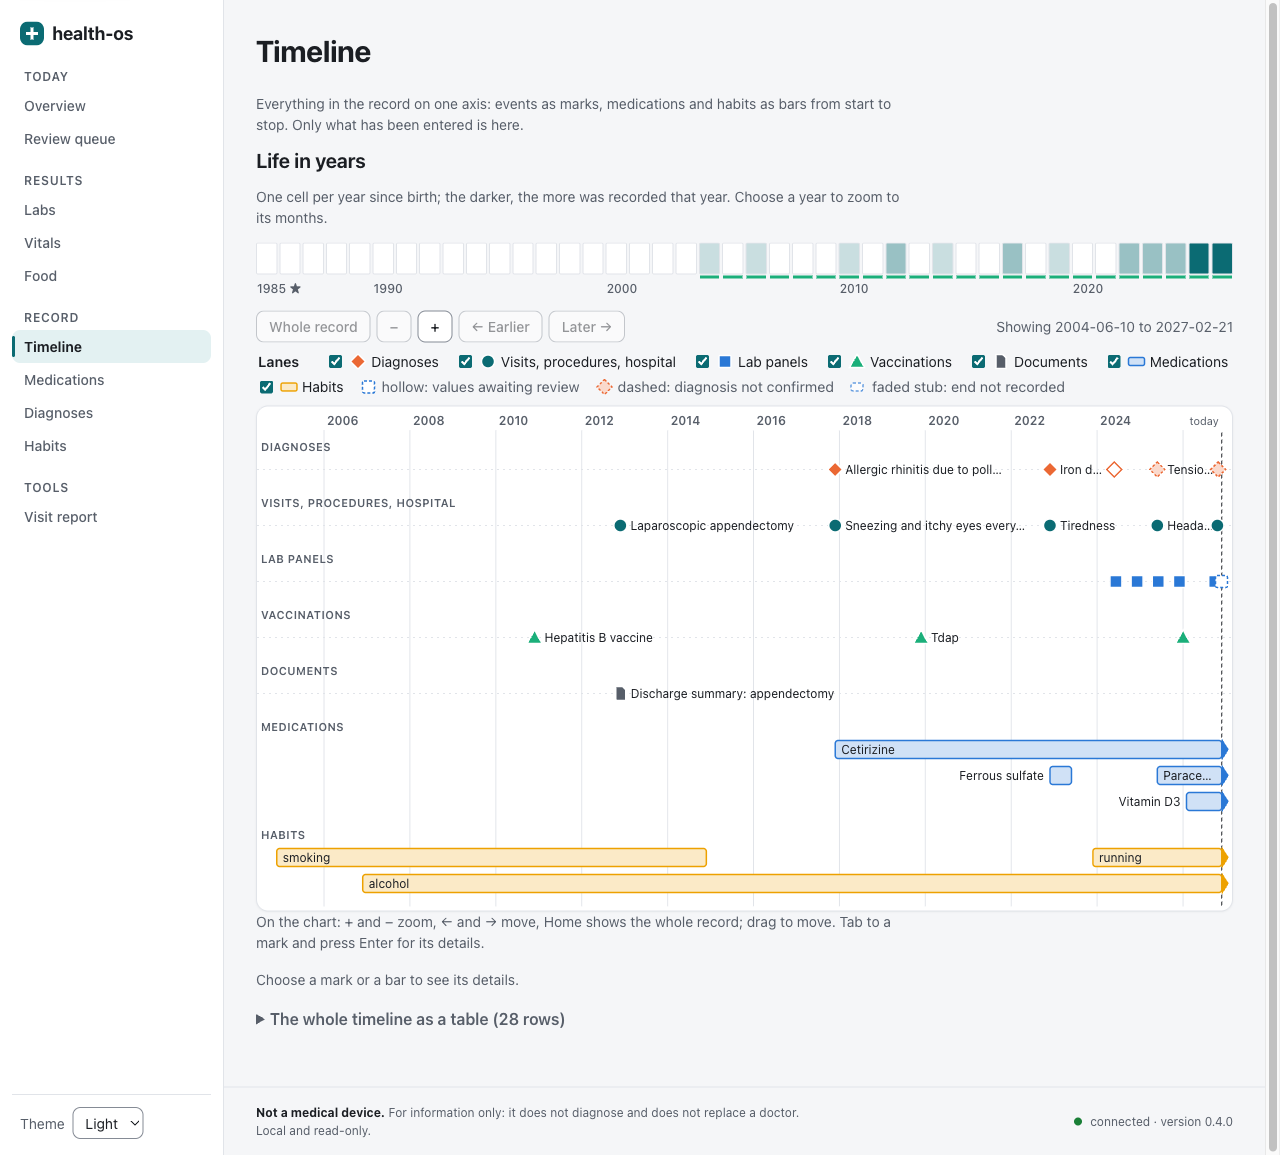 health-os
TODAY
Overview
Review queue
RESULTS
Labs
Vitals
Food
RECORD
Timeline
Medications
Diagnoses
Habits
TOOLS
Visit report
Theme
Light
Timeline
Everything in the record on one axis: events as marks, medications and habits as bars from start to
stop. Only what has been entered is here.
Life in years
One cell per year since birth; the darker, the more was recorded that year. Choose a year to zoom to
its months.
1985 ★ 1990 2000 2010 2020
Whole record − + ← Earlier Later → Showing 2004-06-10 to 2027-02-21
Lanes Diagnoses Visits, procedures, hospital Lab panels Vaccinations Documents Medications
Habits hollow: values awaiting review dashed: diagnosis not confirmed faded stub: end not recorded
2006 2008 2010 2012 2014 2016 2018 2020 2022 2024 today
DIAGNOSES
Allergic rhinitis due to poll... Iron d... Tensio...
VISITS, PROCEDURES, HOSPITAL
Laparoscopic appendectomy Sneezing and itchy eyes every... Tiredness Heada...
LAB PANELS
VACCINATIONS
Hepatitis B vaccine Tdap
DOCUMENTS
Discharge summary: appendectomy
MEDICATIONS
Cetirizine
Ferrous sulfate Parace...
Vitamin D3
HABITS
smoking running
alcohol
On the chart: + and − zoom, ← and → move, Home shows the whole record; drag to move. Tab to a
mark and press Enter for its details.
Choose a mark or a bar to see its details.
The whole timeline as a table (28 rows)
Not a medical device. For information only: it does not diagnose and does not replace a doctor.
Local and read-only.
connected · version 0.4.0